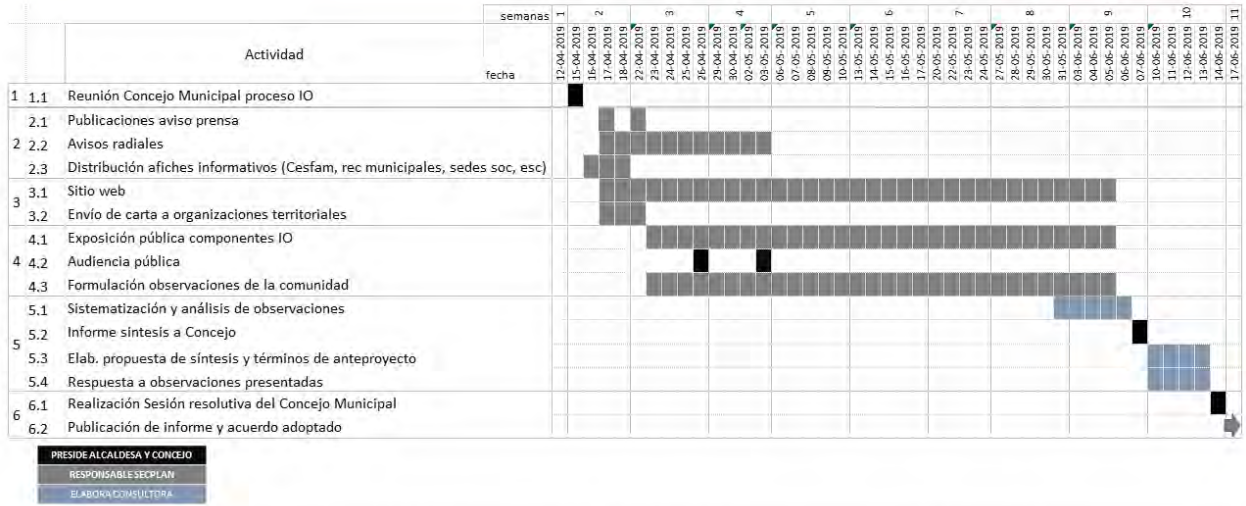 semanas 1 2 3 4 5 6 7 8 9 10 11
Actividad
fecha
12-04-2019
15-04-2019
16-04-2019
17-04-2019
18-04-2019
22-04-2019
23-04-2019
24-04-2019
25-04-2019
26-04-2019
29-04-2019
30-04-2019
02-05-2019
03-05-2019
06-05-2019
07-05-2019
08-05-2019
09-05-2019
10-05-2019
13-05-2019
14-05-2019
15-05-2019
16-05-2019
17-05-2019
20-05-2019
22-05-2019
23-05-2019
24-05-2019
27-05-2019
28-05-2019
29-05-2019
30-05-2019
31-05-2019
03-06-2019
04-06-2019
05-06-2019
06-06-2019
07-06-2019
10-06-2019
11-06-2019
12-06-2019
13-06-2019
14-06-2019
17-06-2019
1 1.1 Reunión Concejo Municipal proceso IO
2.1 Publicaciones aviso prensa
2 2.2 Avisos radiales
2.3 Distribución afiches informativos (Cesfam, rec municipales, sedes soc, esc)
3 3.1 Sitio web
3.2 Envío de carta a organizaciones territoriales
4.1 Exposición pública componentes IO
4 4.2 Audiencia pública
4.3 Formulación observaciones de la comunidad
5.1 Sistematización y análisis de observaciones
5 5.2 Informe sintesis a Concejo
5.3 Elab. propuesta de síntesis y términos de anteproyecto
5.4 Respuesta a observaciones presentadas
6 6.1 Realización Sesión resolutiva del Concejo Municipal
6.2 Publicación de informe y acuerdo adoptado
PRESIDE ALCALDESA Y CONCEJO
RESPONSABLE SECPLAN
ELABORA CONSULTORA